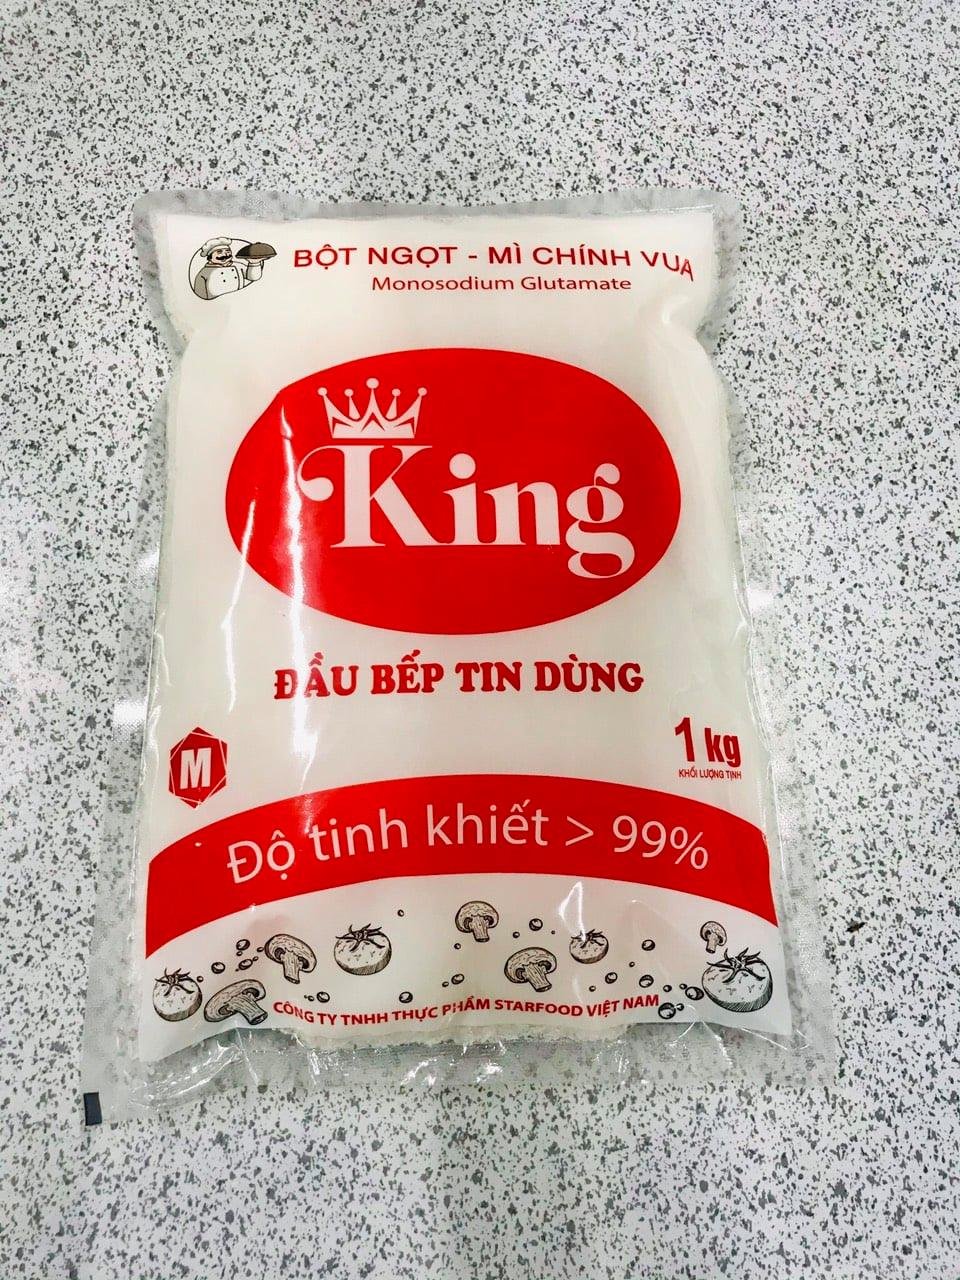 BỘT NGỌT - MÌ CHÍNH VUA
Monosodium Glutamate
King
ĐẦU BẾP TIN DÙNG
M
1 kg
KHỐI LƯỢNG TỊNH
Độ tinh khiết > 99%
CÔNG TY TNHH THỰC PHẨM STARFOOD VIỆT NAM